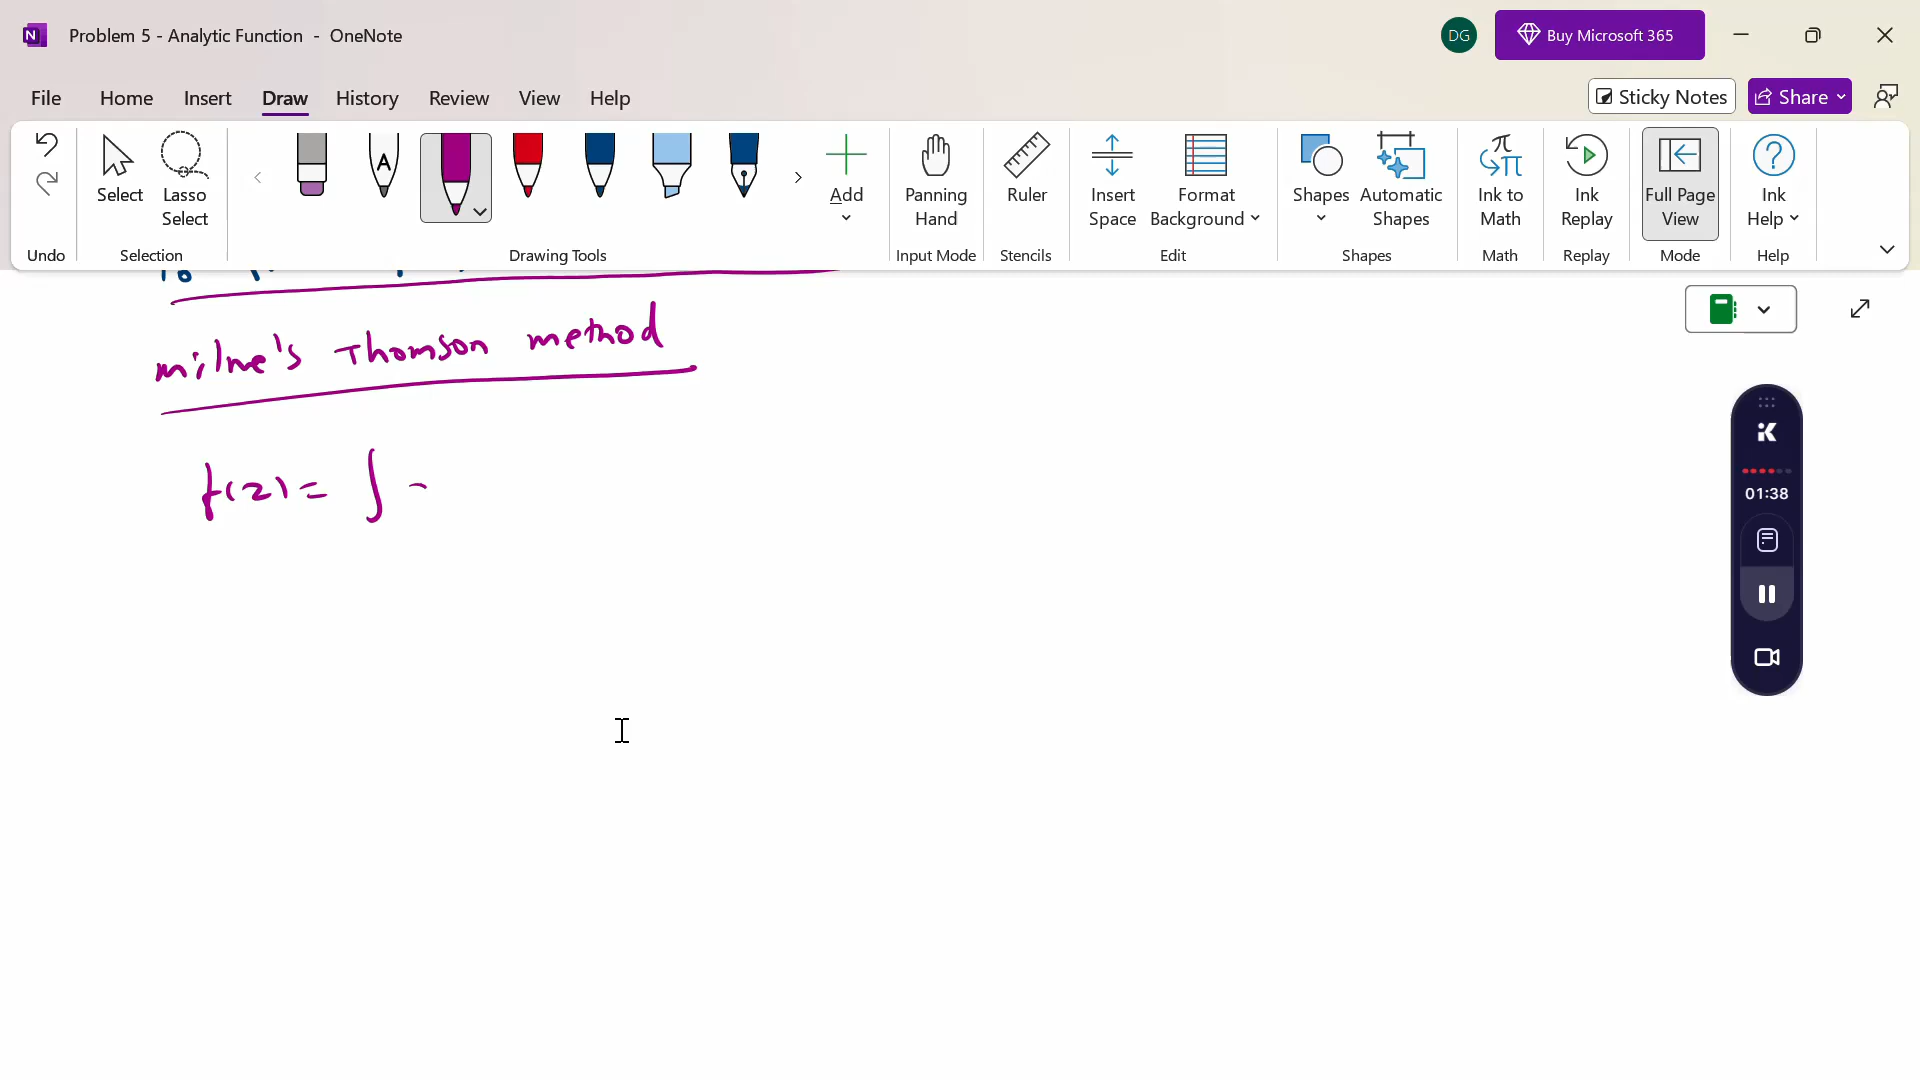 Problem 5 - Analytic Function - OneNote
DG
Buy Microsoft 365
File Home Insert Draw History Review View Help
Sticky Notes
Share
A
Select
Lasso Select
Add
Panning Hand
Ruler
Insert Space
Format Background
Shapes
Automatic Shapes
Ink to Math
Ink Replay
Full Page View
Ink Help
Undo Selection Drawing Tools Input Mode Stencils Edit Shapes Math Replay Mode Help
milne's Thomson method
f(z) = ∫ -
01:38